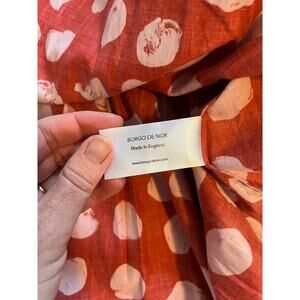 BORGO DE NOR
Made In England
www.borgodenor.com